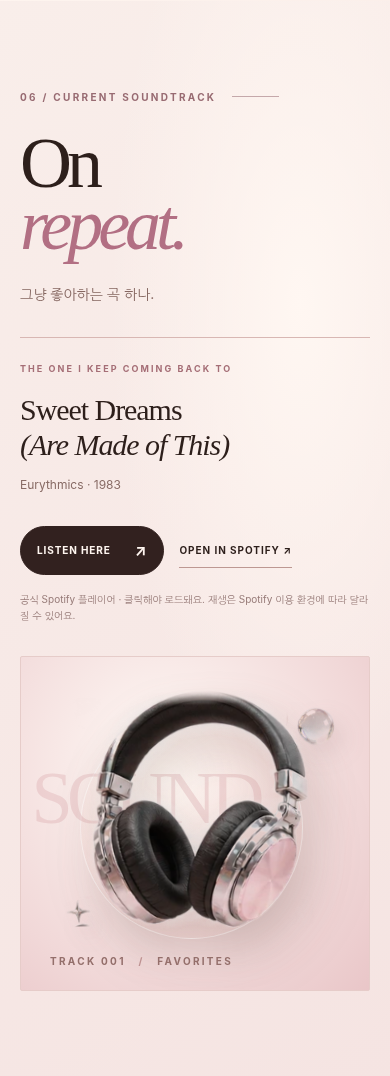 06 / CURRENT SOUNDTRACK
On
repeat.
그냥 좋아하는 곡 하나.
THE ONE I KEEP COMING BACK TO
Sweet Dreams
(Are Made of This)
Eurythmics · 1983
LISTEN HERE ↗
OPEN IN SPOTIFY ↗
공식 Spotify 플레이어 · 클릭해야 로드돼요. 재생은 Spotify 이용 환경에 따라 달라
질 수 있어요.
SOUND
TRACK 001 / FAVORITES